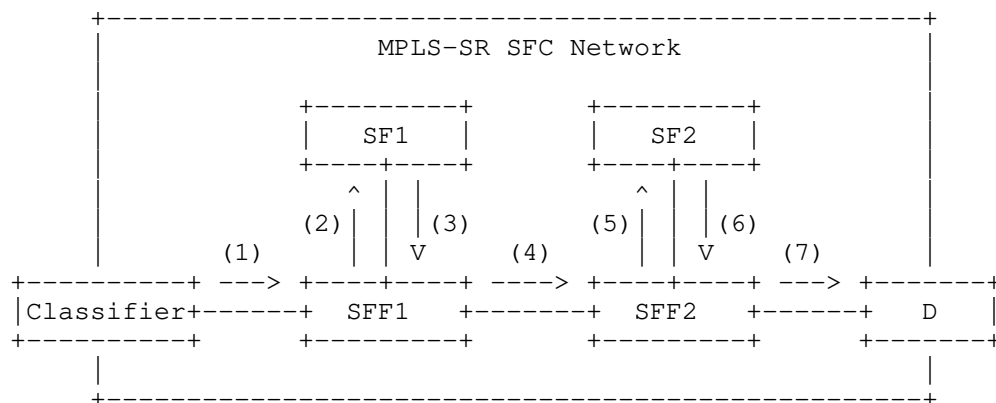 MPLS-SR SFC Network
SF1 SF2
(2) (3) (5) (6)
(1) (4) (7)
Classifier SFF1 SFF2 D